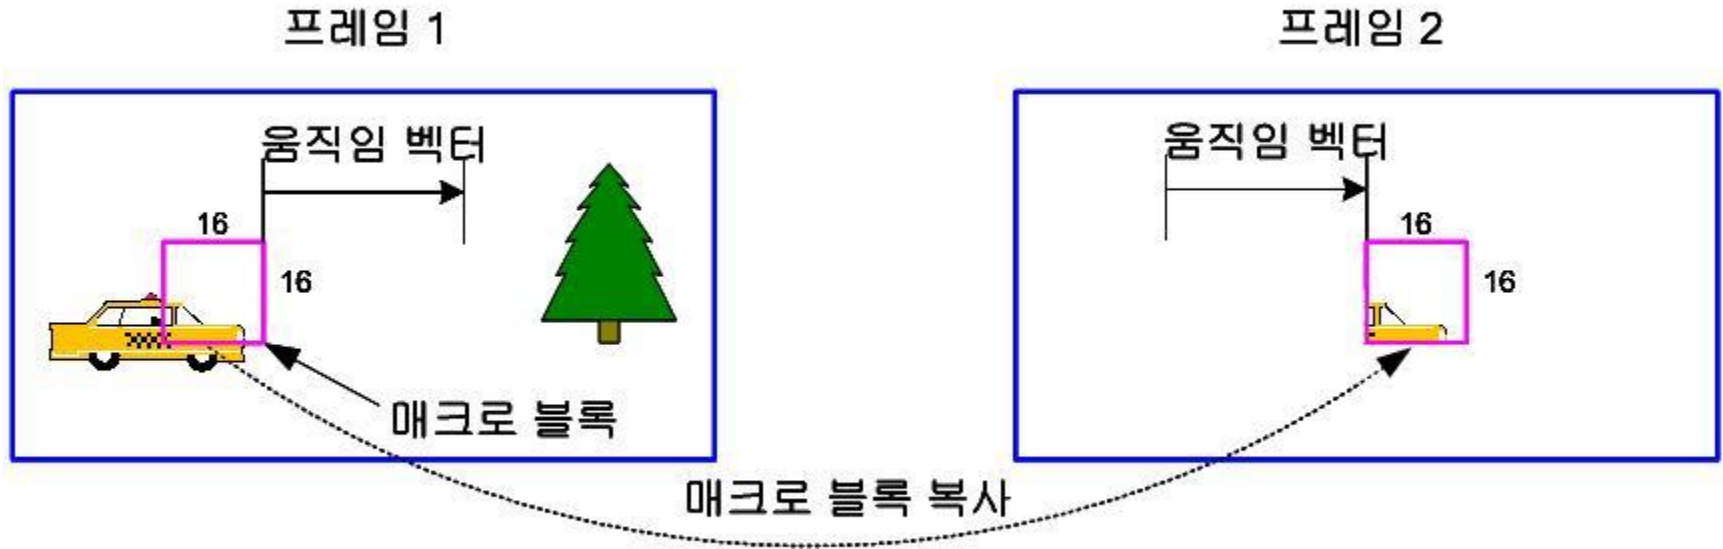 프레임 1
움직임 벡터
16
16
매크로 블록
프레임 2
움직임 벡터
16
16
매크로 블록 복사